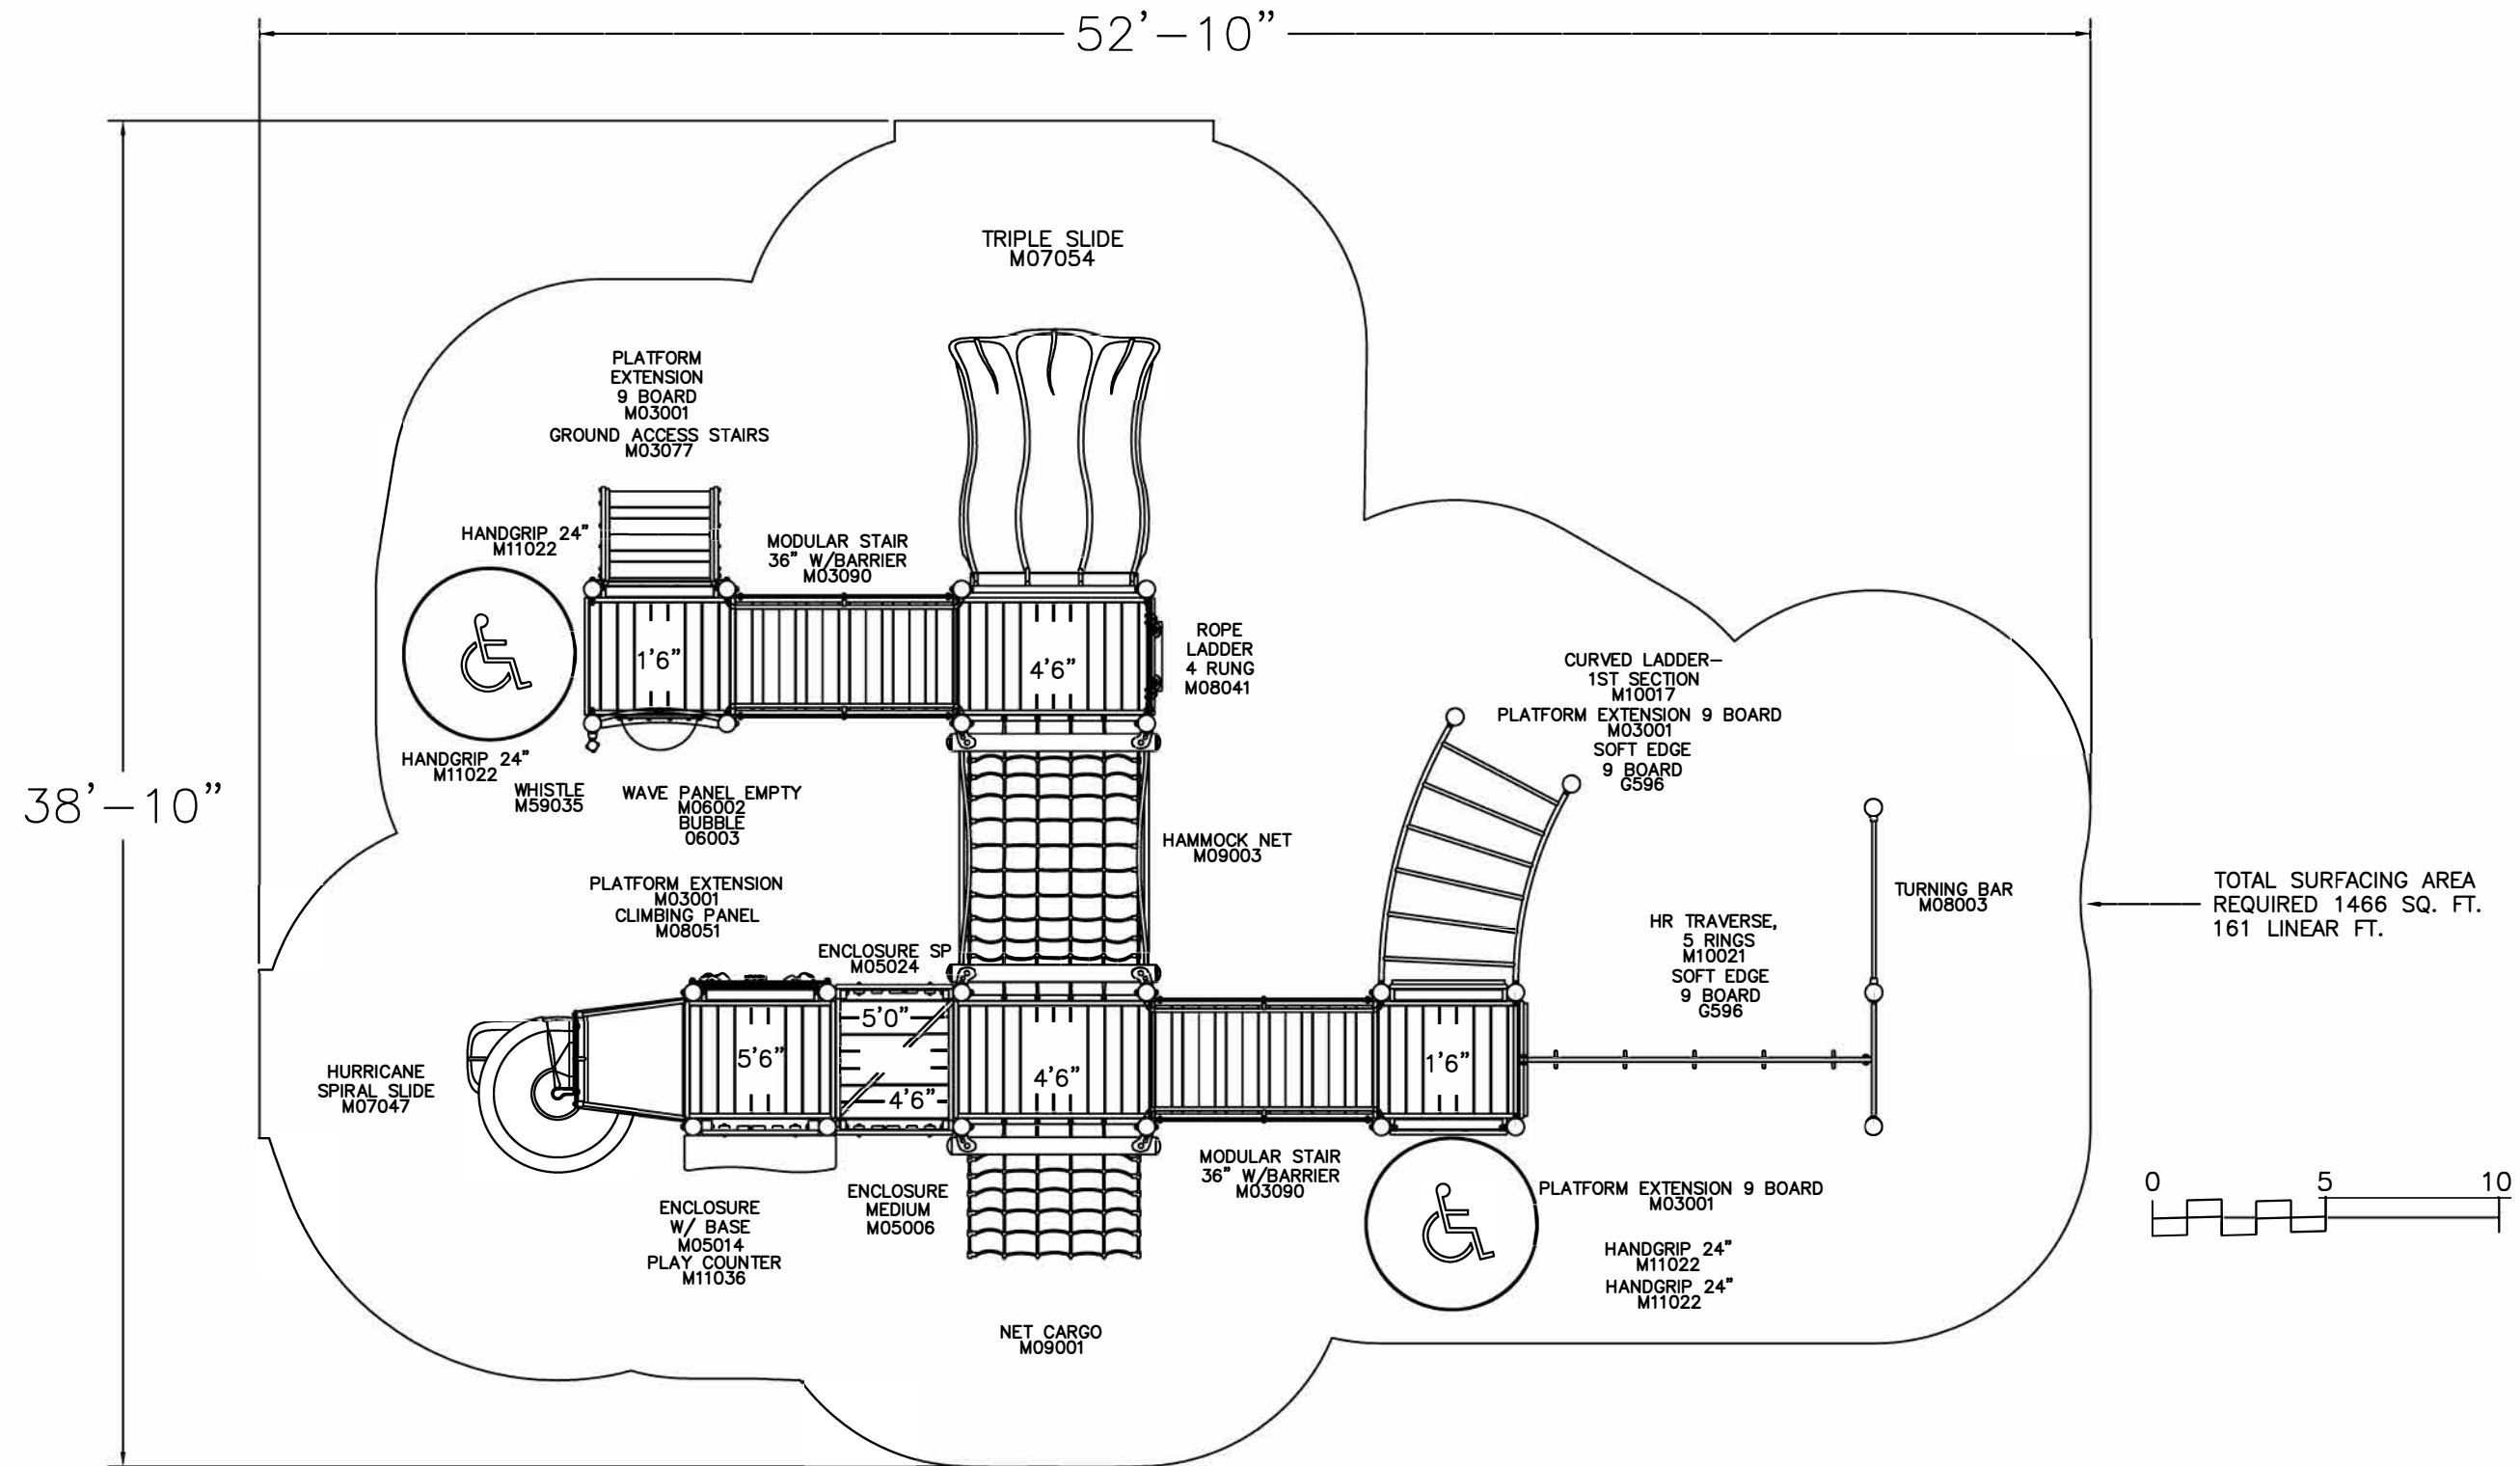 52'-10"
TRIPLE SLIDE
M07054
PLATFORM
EXTENSION
9 BOARD
M03001
GROUND ACCESS STAIRS
M03077
HANDGRIP 24"
M11022
MODULAR STAIR
36" W/BARRIER
M03090
1'6"
4'6"
ROPE
LADDER
4 RUNG
M08041
CURVED LADDER-
1ST SECTION
M10017
PLATFORM EXTENSION 9 BOARD
M03001
SOFT EDGE
9 BOARD
G596
HANDGRIP 24"
M11022
WHISTLE
M59035
WAVE PANEL EMPTY
M06002
BUBBLE
06003
38'-10"
HAMMOCK NET
M09003
PLATFORM EXTENSION
M03001
CLIMBING PANEL
M08051
TURNING BAR
M08003
TOTAL SURFACING AREA
REQUIRED 1466 SQ. FT.
161 LINEAR FT.
HR TRAVERSE,
5 RINGS
M10021
SOFT EDGE
9 BOARD
G596
ENCLOSURE SP
M05024
5'0"
5'6"
4'6"
4'6"
1'6"
HURRICANE
SPIRAL SLIDE
M07047
MODULAR STAIR
36" W/BARRIER
M03090
PLATFORM EXTENSION 9 BOARD
M03001
HANDGRIP 24"
M11022
HANDGRIP 24"
M11022
0 5 10
ENCLOSURE
W/ BASE
M05014
PLAY COUNTER
M11036
ENCLOSURE
MEDIUM
M05006
NET CARGO
M09001